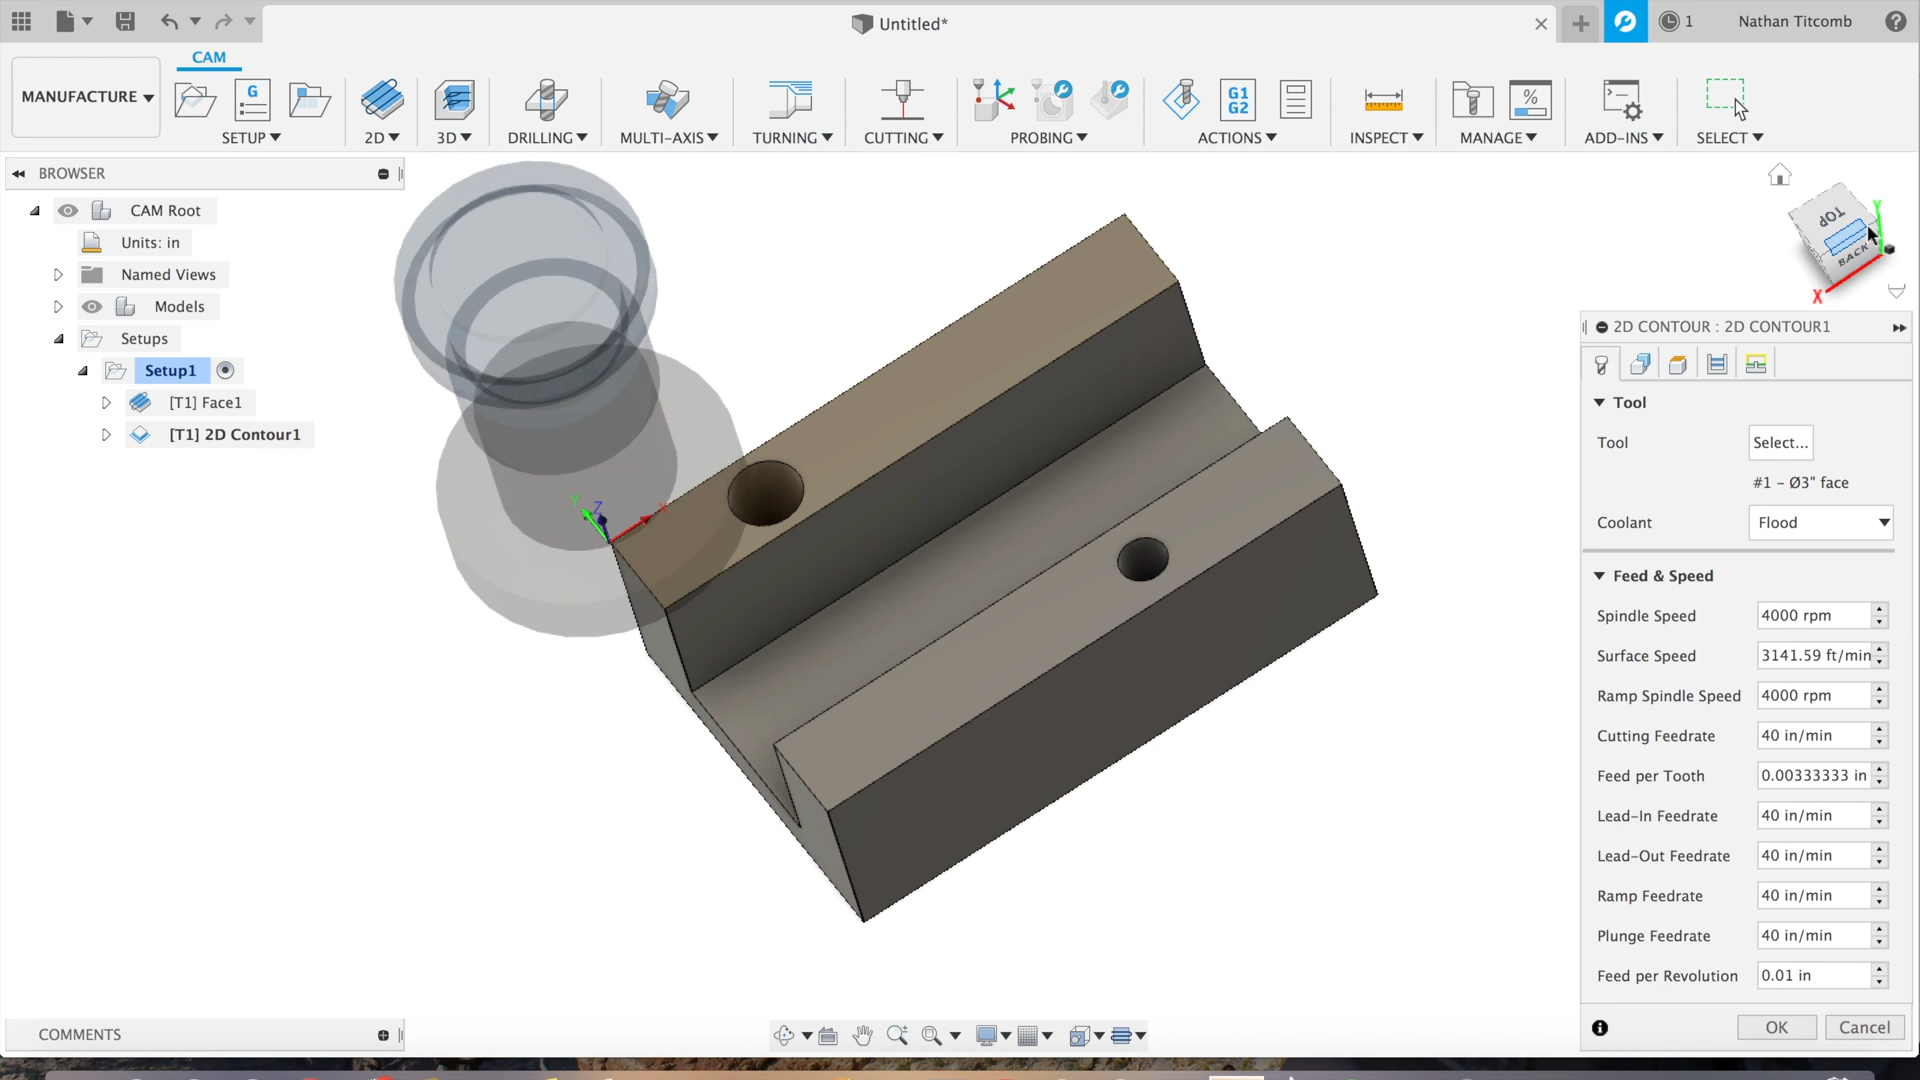 Untitled*
1
Nathan Titcomb
CAM
MANUFACTURE
G
G1
G2
%
SETUP
2D
3D
DRILLING
MULTI-AXIS
TURNING
CUTTING
PROBING
ACTIONS
INSPECT
MANAGE
ADD-INS
SELECT
BROWSER
CAM Root
Units: in
Named Views
Models
Setups
Setup1
[T1] Face1
[T1] 2D Contour1
TOP
BACK
Y
X
Y
Z
X
2D CONTOUR : 2D CONTOUR1
Tool
Tool
Select...
#1 - Ø3" face
Coolant
Flood
Feed & Speed
Spindle Speed
4000 rpm
Surface Speed
3141.59 ft/min
Ramp Spindle Speed
4000 rpm
Cutting Feedrate
40 in/min
Feed per Tooth
0.00333333 in
Lead-In Feedrate
40 in/min
Lead-Out Feedrate
40 in/min
Ramp Feedrate
40 in/min
Plunge Feedrate
40 in/min
Feed per Revolution
0.01 in
OK
Cancel
COMMENTS